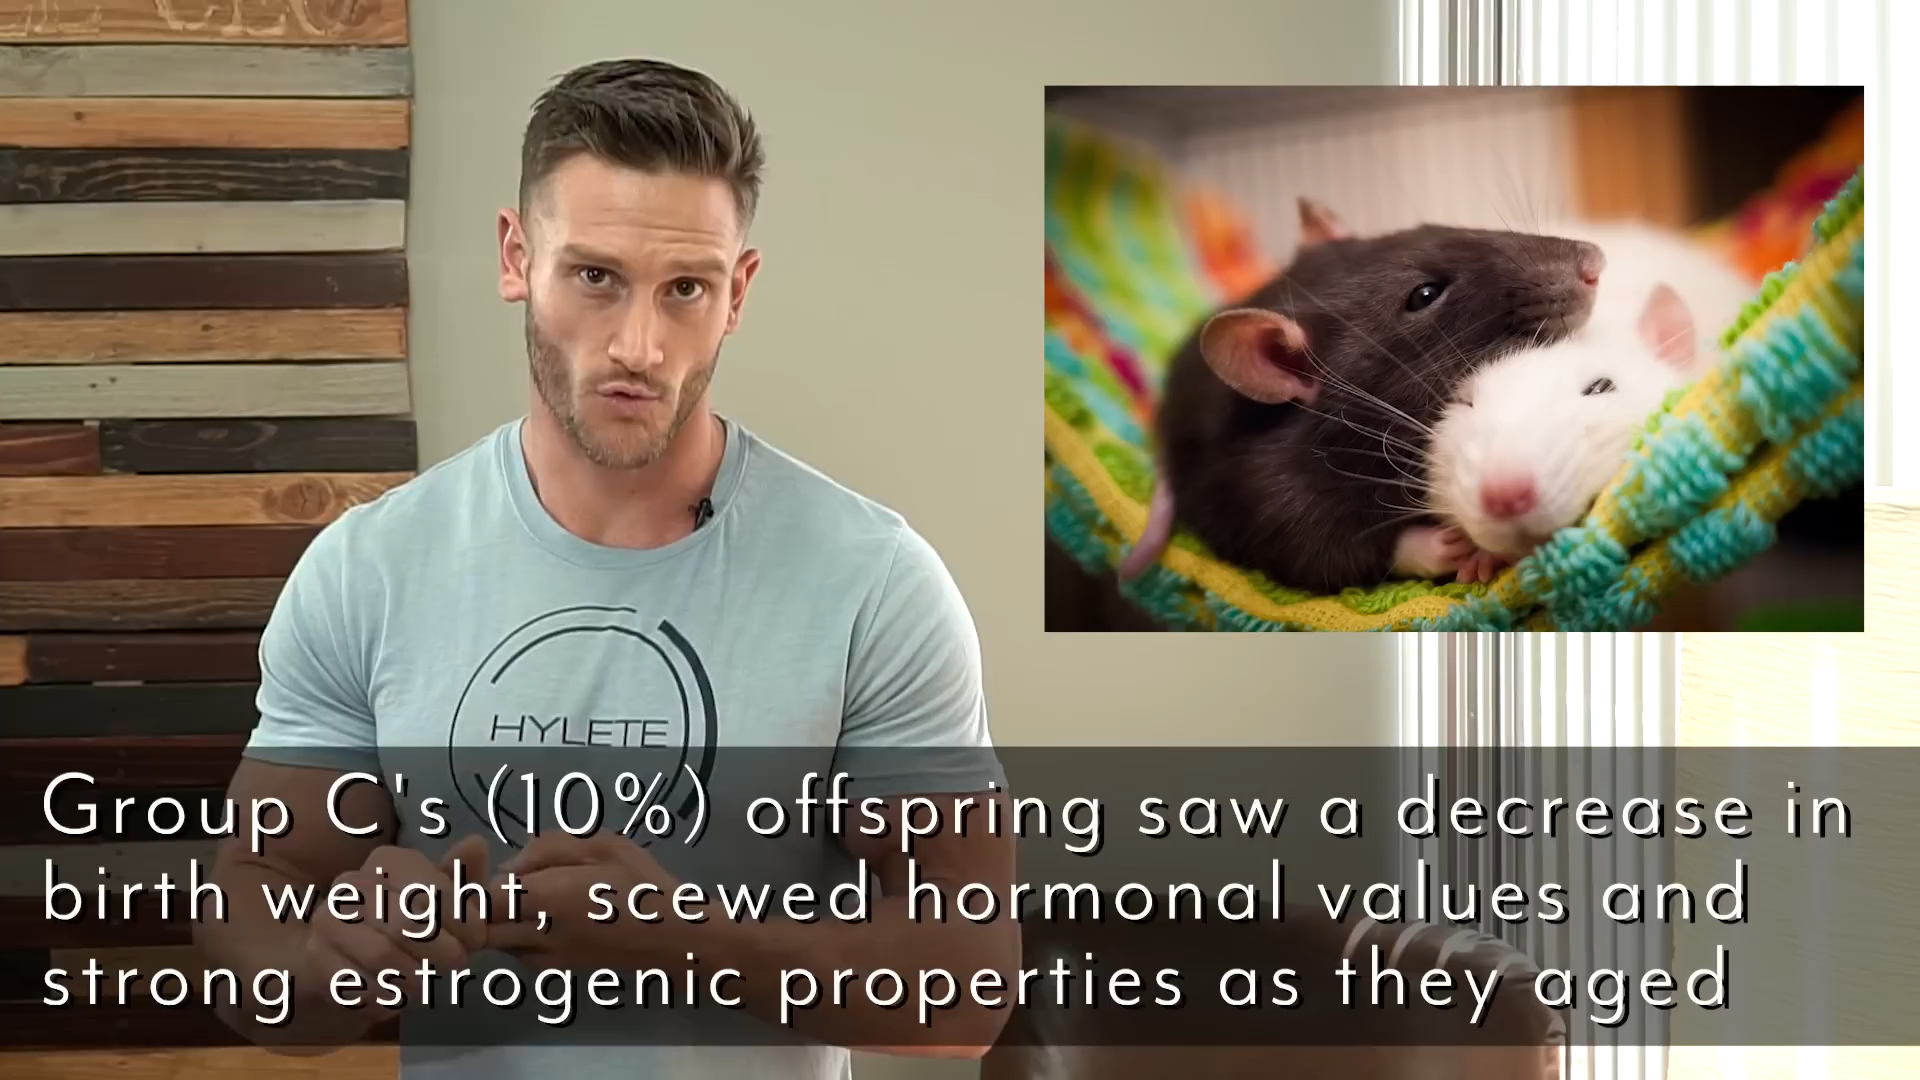 HYLETE
Group C's (10%) offspring saw a decrease in
birth weight, scewed hormonal values and
strong estrogenic properties as they aged